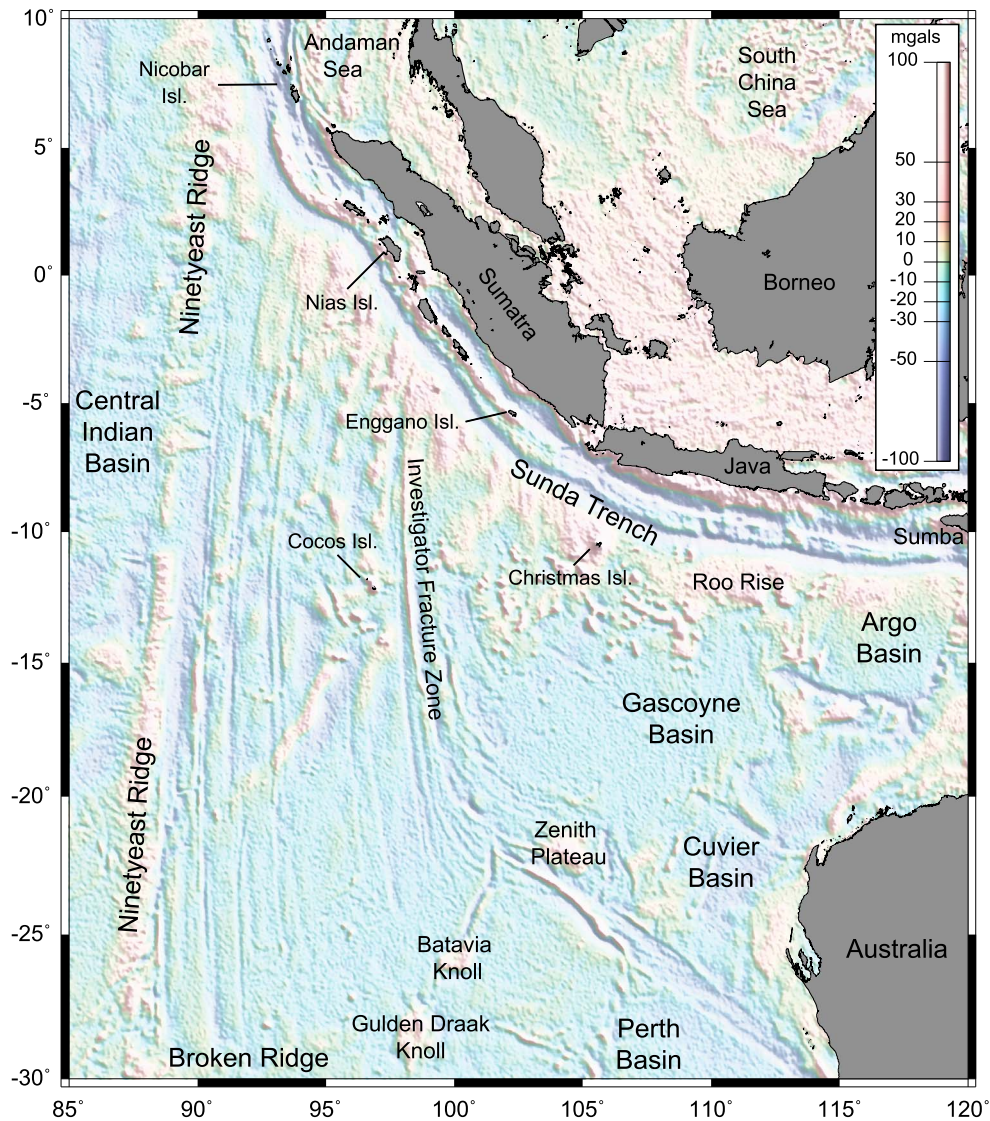 10°
5°
0°
-5°
-10°
-15°
-20°
-25°
-30°
85°
90°
95°
100°
105°
110°
115°
120°
mgals
100
50
30
20
10
0
-10
-20
-30
-50
-100
Andaman
Sea
Nicobar
Isl.
South
China
Sea
Ninetyeast Ridge
Nias Isl.
Sumatra
Borneo
Central
Indian
Basin
Enggano Isl.
Java
Sunda Trench
Investigator Fracture Zone
Cocos Isl.
Christmas Isl.
Sumba
Roo Rise
Argo
Basin
Gascoyne
Basin
Ninetyeast Ridge
Zenith
Plateau
Cuvier
Basin
Batavia
Knoll
Australia
Gulden Draak
Knoll
Perth
Basin
Broken Ridge